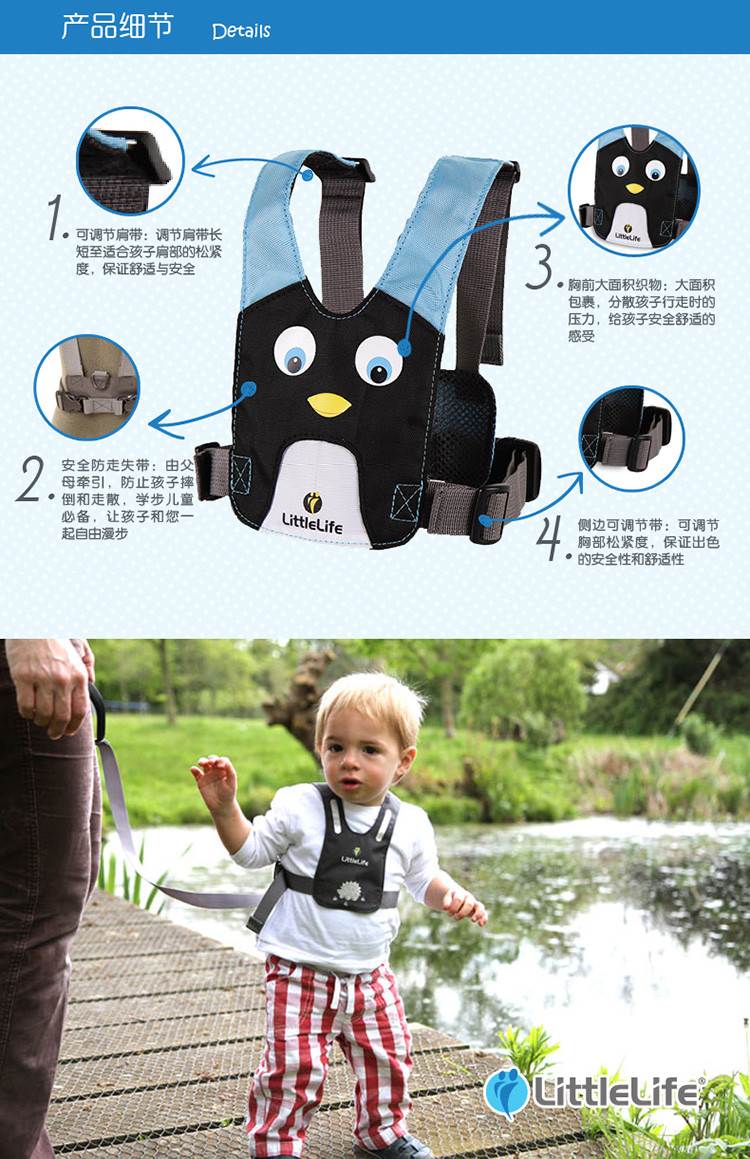 产品细节 Details
1.
可调节肩带：调节肩带长
短至适合孩子肩部的松紧
度，保证舒适与安全
LittleLife
3.
胸前大面积织物：大面积
包裹，分散孩子行走时的
压力，给孩子安全舒适的
感受
2.
安全防走失带：由父
母牵引，防止孩子摔
倒和走散，学步儿童
必备，让孩子和您一
起自由漫步
LittleLife
4.
侧边可调节带：可调节
胸部松紧度，保证出色
的安全性和舒适性
LittleLife
LittleLife®